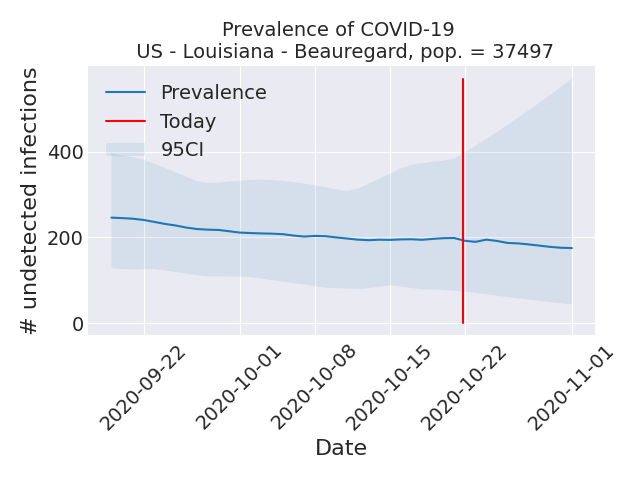 Prevalence of COVID-19
US - Louisiana - Beauregard, pop. = 37497
# undetected infections
400
200
0
Prevalence
Today
95CI
2020-09-22
2020-10-01
2020-10-08
2020-10-15
2020-10-22
2020-11-01
Date